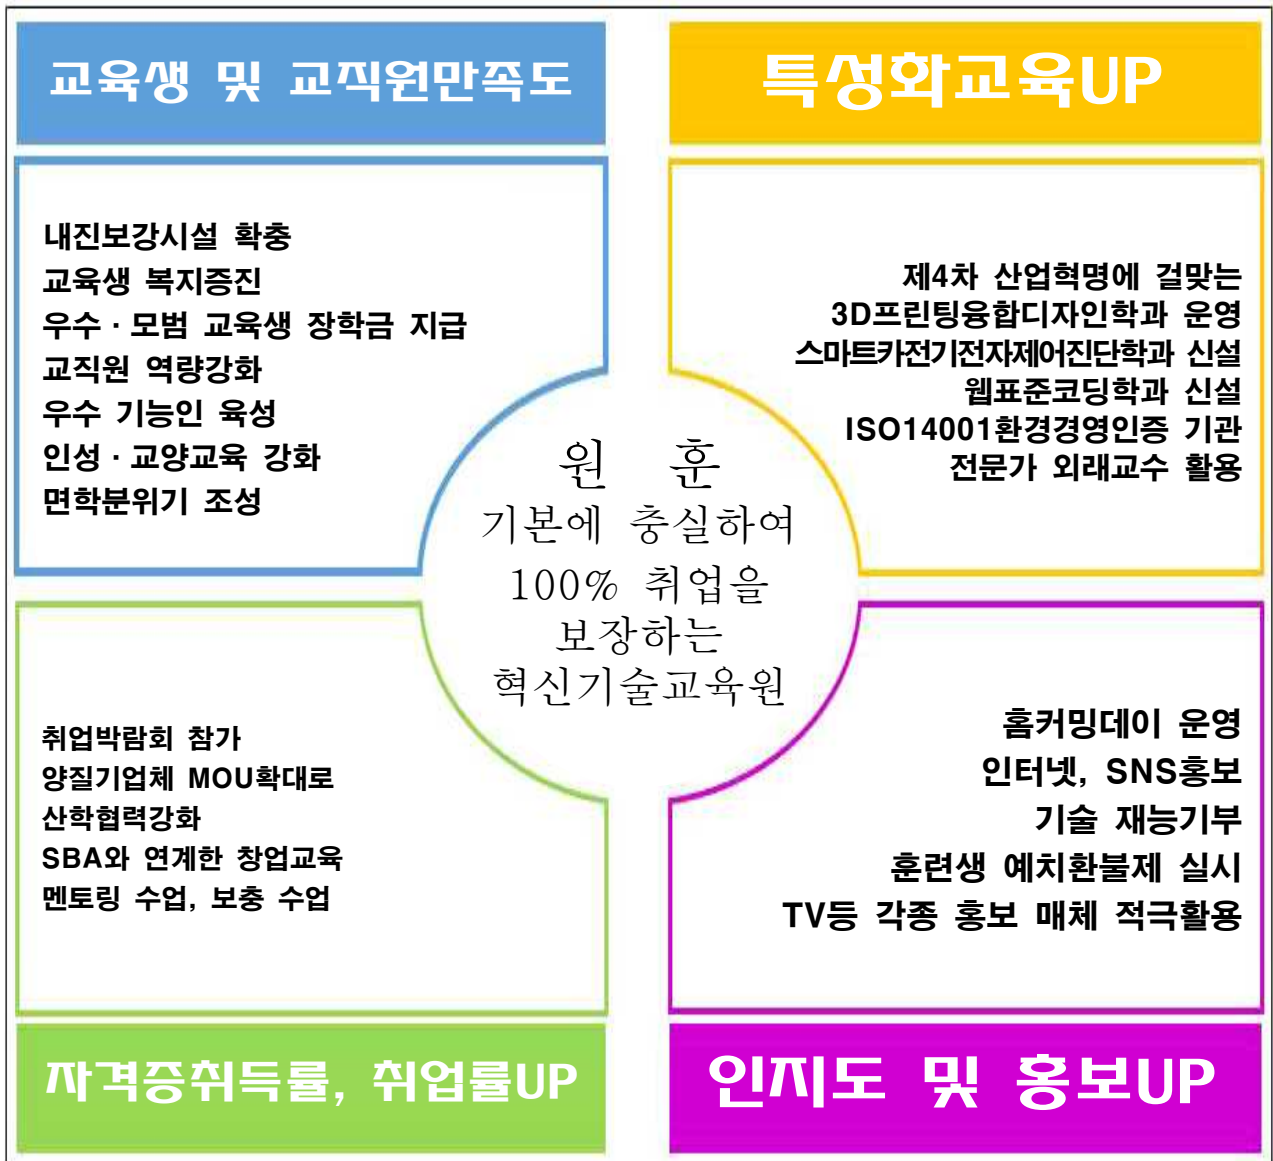 교육생 및 교직원만족도
내진보강시설 확충
교육생 복지증진
우수 · 모범 교육생 장학금 지급
교직원 역량강화
우수 기능인 육성
인성 · 교양교육 강화
면학분위기 조성
특성화교육UP
제4차 산업혁명에 걸맞는
3D프린팅융합디자인학과 운영
스마트카전기전자제어진단학과 신설
웹표준코딩학과 신설
ISO14001환경경영인증 기관
전문가 외래교수 활용
원 훈
기본에 충실하여
100% 취업을
보장하는
혁신기술교육원
취업박람회 참가
양질기업체 MOU확대로
산학협력강화
SBA와 연계한 창업교육
멘토링 수업, 보충 수업
자격증취득률, 취업률UP
홈커밍데이 운영
인터넷, SNS홍보
기술 재능기부
훈련생 예치환불제 실시
TV등 각종 홍보 매체 적극활용
인지도 및 홍보UP